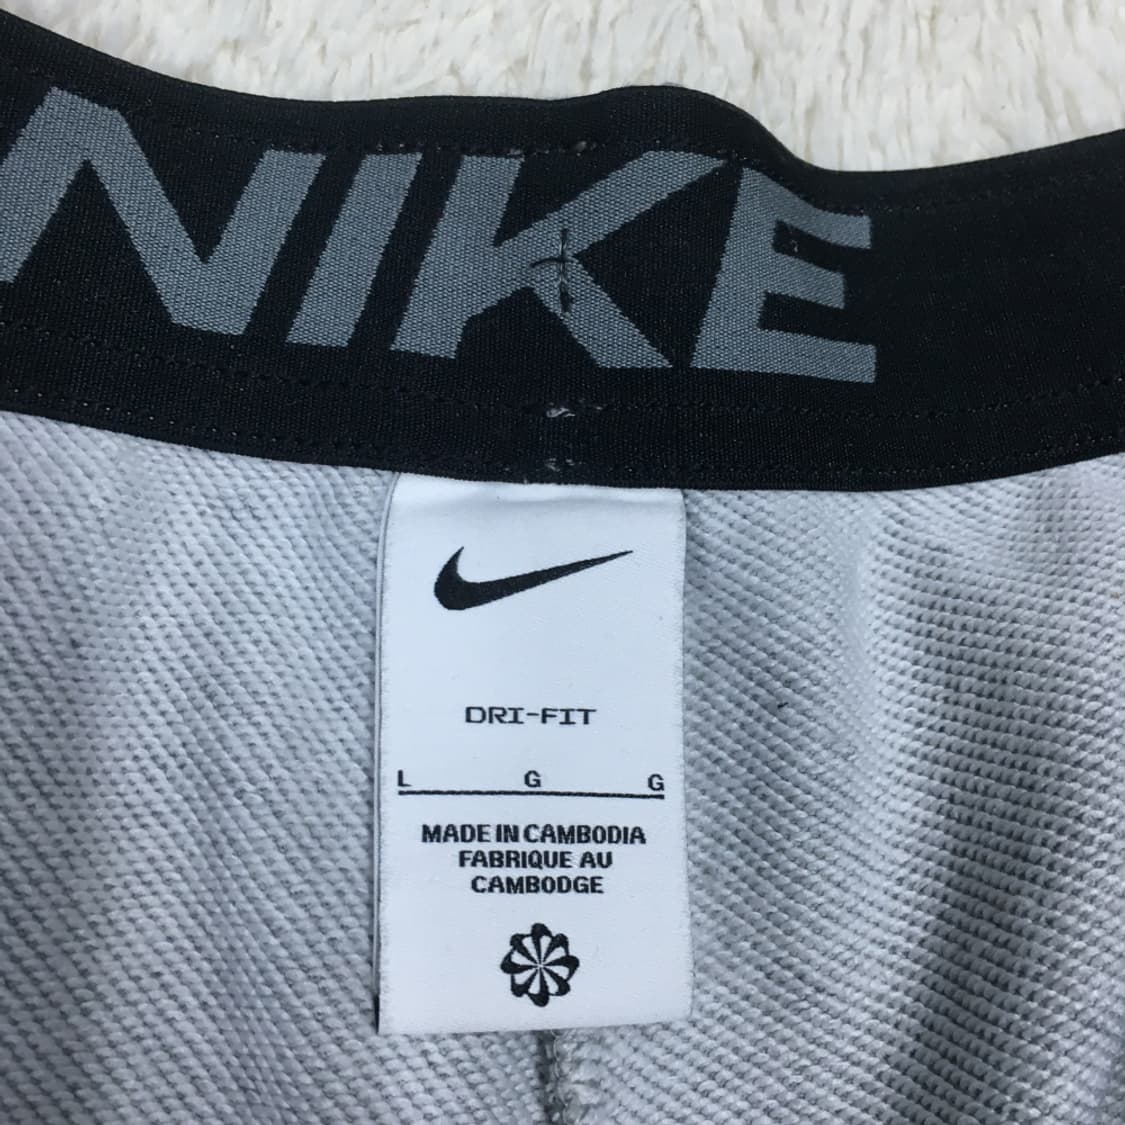 NIKE
DRI-FIT
L G G
MADE IN CAMBODIA
FABRIQUE AU
CAMBODGE